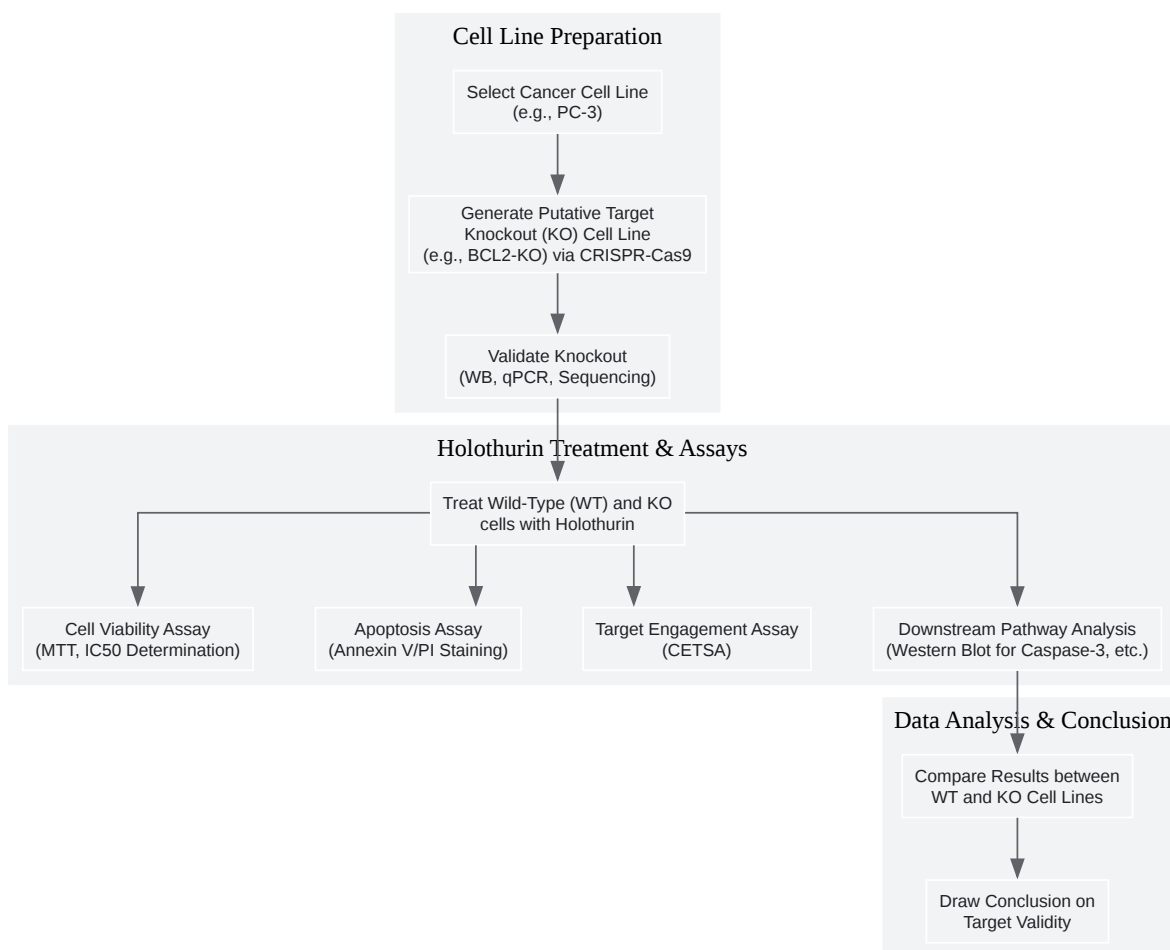 Cell Line Preparation
Select Cancer Cell Line
(e.g., PC-3)
Generate Putative Target
Knockout (KO) Cell Line
(e.g., BCL2-KO) via CRISPR-Cas9
Validate Knockout
(WB, qPCR, Sequencing)
Holothurin Treatment & Assays
Treat Wild-Type (WT) and KO
cells with Holothurin
Cell Viability Assay
(MTT, IC50 Determination)
Apoptosis Assay
(Annexin V/PI Staining)
Target Engagement Assay
(CETSA)
Downstream Pathway Analysis
(Western Blot for Caspase-3, etc.)
Data Analysis & Conclusion
Compare Results between
WT and KO Cell Lines
Draw Conclusion on
Target Validity